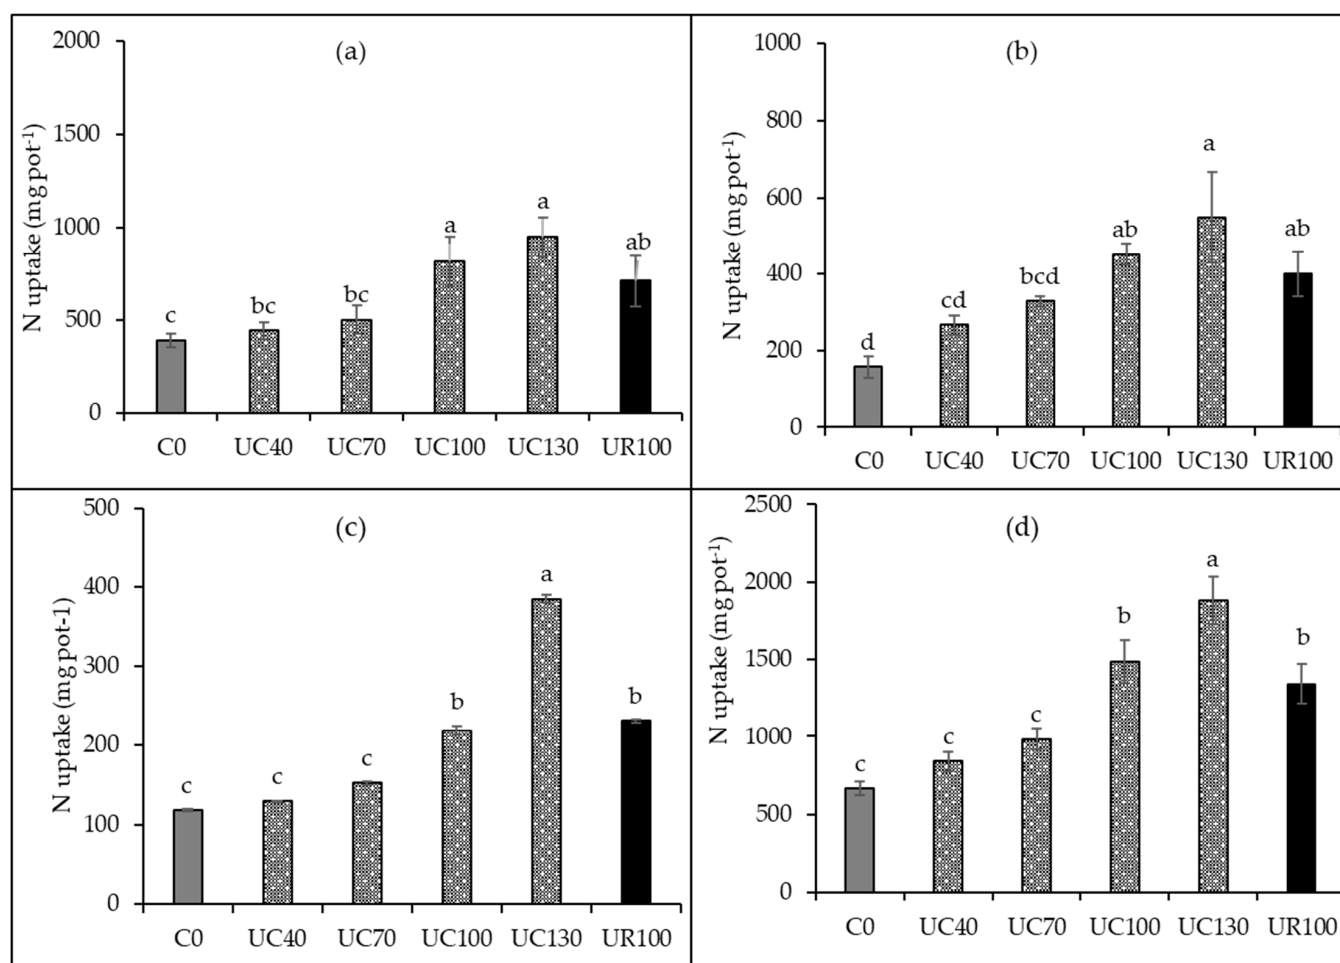 (a)
N uptake (mg pot-1)
2000
1500
1000
500
0
c
bc
bc
a
a
ab
C0 UC40 UC70 UC100 UC130 UR100
(b)
N uptake (mg pot-1)
1000
800
600
400
200
0
d
cd
bcd
ab
a
ab
C0 UC40 UC70 UC100 UC130 UR100
(c)
N uptake (mg pot-1)
500
400
300
200
100
0
c
c
c
b
a
b
C0 UC40 UC70 UC100 UC130 UR100
(d)
N uptake (mg pot-1)
2500
2000
1500
1000
500
0
c
c
c
b
a
b
C0 UC40 UC70 UC100 UC130 UR100